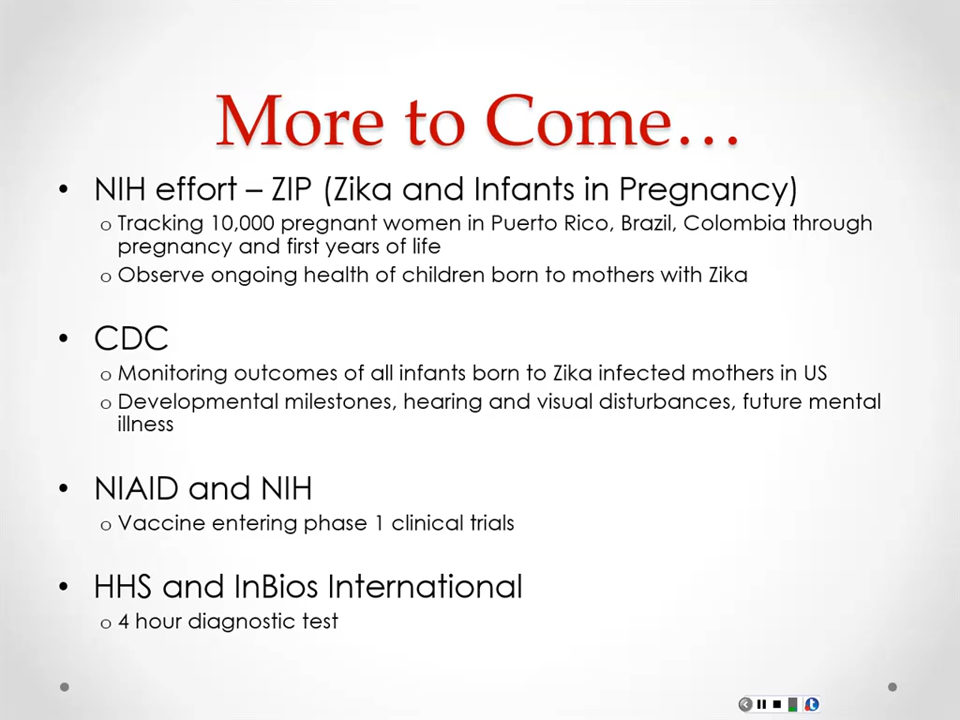 More to Come…
• NIH effort – ZIP (Zika and Infants in Pregnancy)
o Tracking 10,000 pregnant women in Puerto Rico, Brazil, Colombia through
pregnancy and first years of life
o Observe ongoing health of children born to mothers with Zika
• CDC
o Monitoring outcomes of all infants born to Zika infected mothers in US
o Developmental milestones, hearing and visual disturbances, future mental
illness
• NIAID and NIH
o Vaccine entering phase 1 clinical trials
• HHS and InBios International
o 4 hour diagnostic test